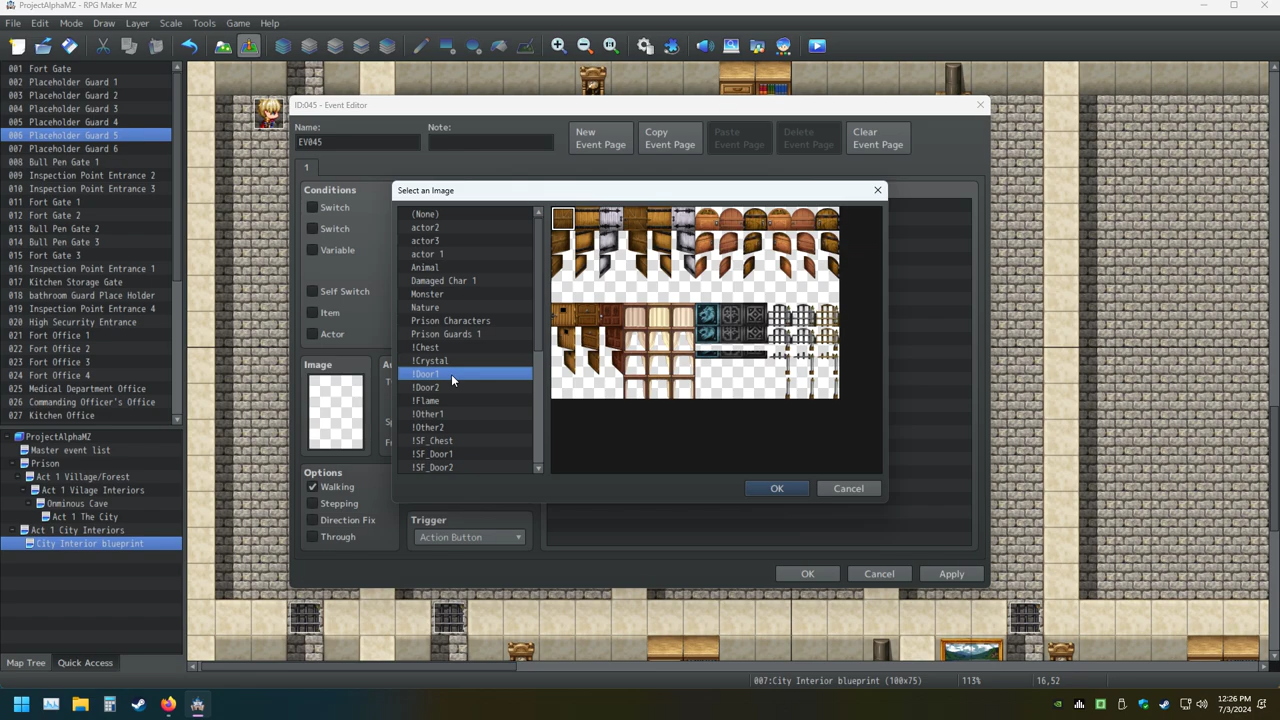 ProjectAlphaMZ - RPG Maker MZ
File Edit Mode Draw Layer Scale Tools Game Help
001 Fort Gate
002 Placeholder Guard 1
003 Placeholder Guard 2
004 Placeholder Guard 3
005 Placeholder Guard 4
006 Placeholder Guard 5
007 Placeholder Guard 6
008 Bull Pen Gate 1
009 Inspection Point Entrance 2
010 Inspection Point Entrance 3
011 Fort Gate 1
012 Fort Gate 2
013 Bull Pen Gate 2
014 Bull Pen Gate 3
015 Fort Gate 3
016 Inspection Point Entrance 1
017 Kitchen Storage Gate
018 bathroom Guard Place Holder
019 Inspection Point Entrance 4
020 High Securtity Entrance
021 Fort Office 1
022 Fort Office 2
023 Fort Office 3
024 Fort Office 4
025 Medical Department Office
026 Commanding Officer's Office
027 Kitchen Office
ProjectAlphaMZ
Master event list
Prison
Act 1 Village/Forest
Act 1 Vilage Interiors
Onminous Cave
Act 1 The City
Act 1 City Interiors
City Interior blueprint
Map Tree Quick Access
ID:045 - Event Editor
Name:
EV045
Note:
New Event Page
Copy Event Page
Paste Event Page
Delete Event Page
Clear Event Page
1
Conditions
Switch
Switch
Variable
Self Switch
Item
Actor
Image
Options
Walking
Stepping
Direction Fix
Through
Trigger
Action Button
OK Cancel Apply
Select an Image
(None)
actor2
actor3
actor 1
Animal
Damaged Char 1
Monster
Nature
Prison Characters
Prison Guards 1
!Chest
!Crystal
!Door1
!Door2
!Flame
!Other1
!Other2
!SF_Chest
!SF_Door1
!SF_Door2
OK Cancel
007:City Interior blueprint (100x75) 113% 16,52
12:26 PM
7/3/2024